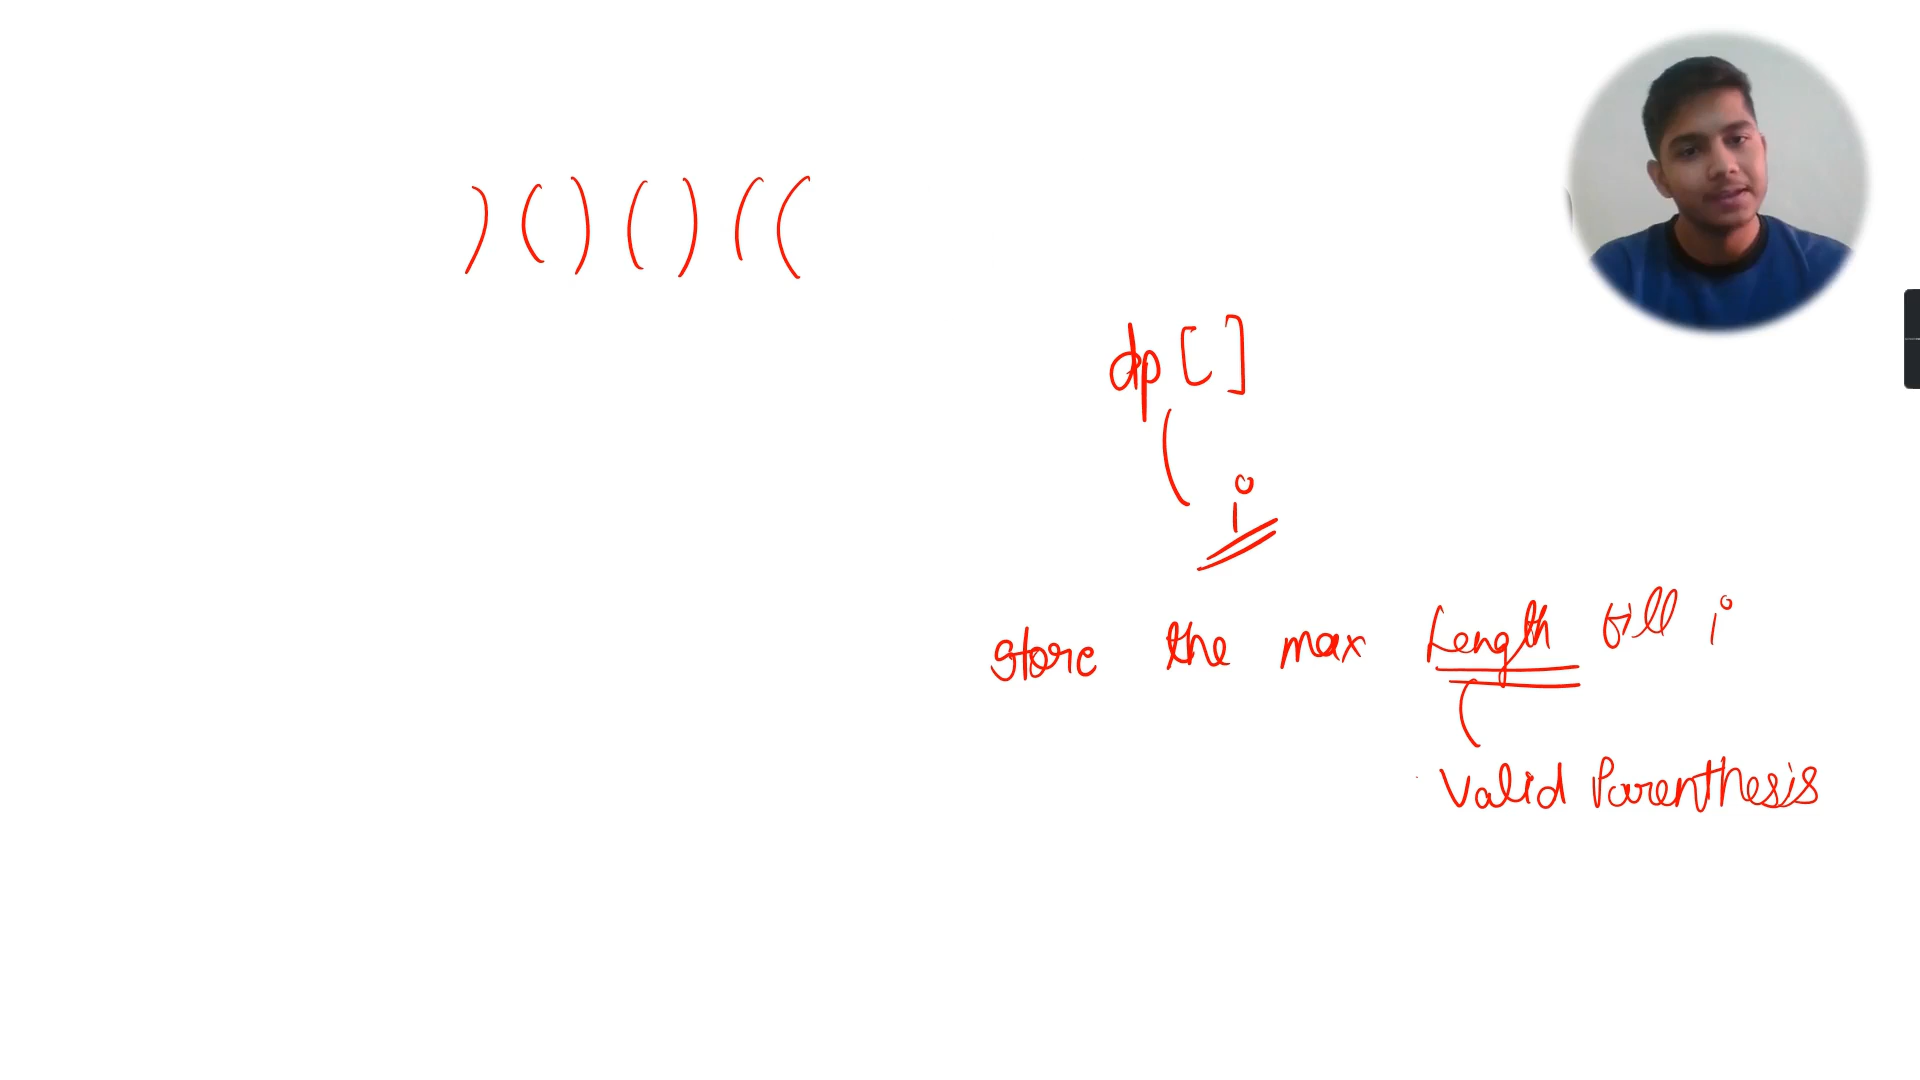 ) ( ) ( ) ( (
dp [ ]
i
store the max Length till i
Valid Parenthesis